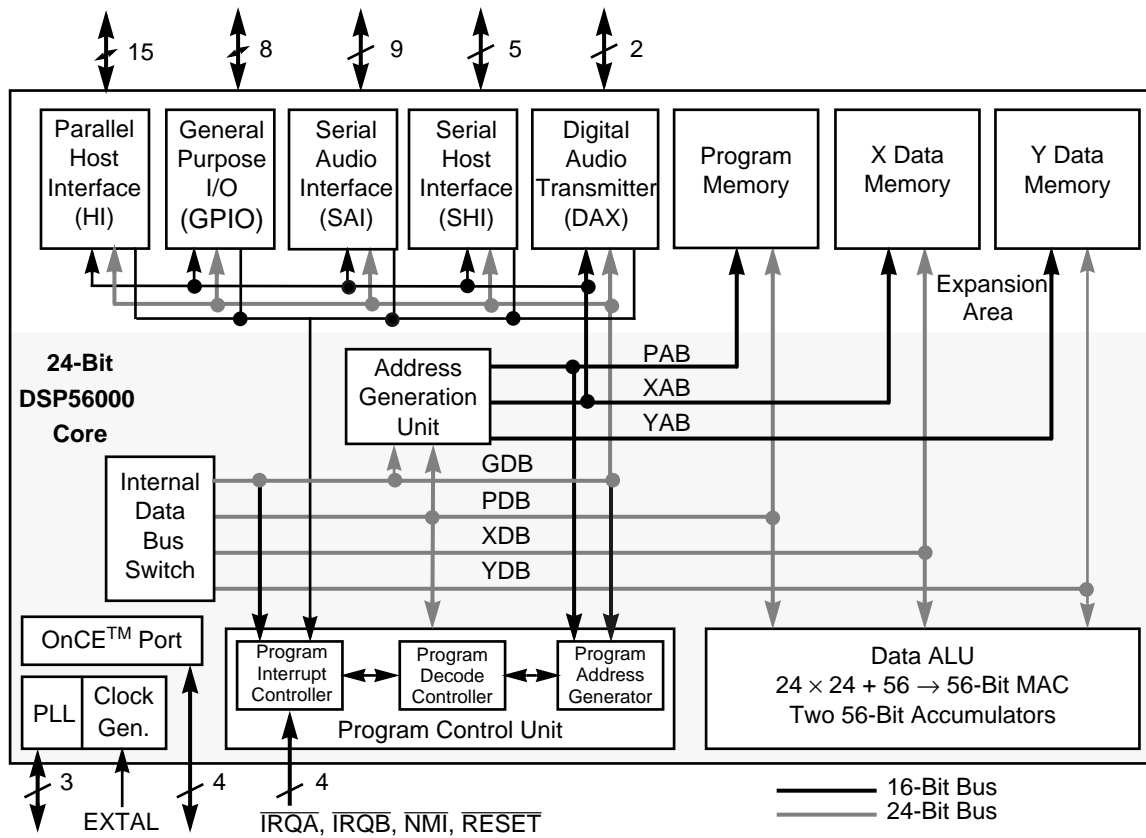 15
8
9
5
2
Parallel
Host
Interface
(HI)
General
Purpose
I/O
(GPIO)
Serial
Audio
Interface
(SAI)
Serial
Host
Interface
(SHI)
Digital
Audio
Transmitter
(DAX)
Program
Memory
X Data
Memory
Y Data
Memory
Expansion
Area
24-Bit
DSP56000
Core
Address
Generation
Unit
PAB
XAB
YAB
Internal
Data
Bus
Switch
GDB
PDB
XDB
YDB
OnCE™ Port
PLL
Clock
Gen.
Program
Interrupt
Controller
Program
Decode
Controller
Program
Address
Generator
Program Control Unit
Data ALU
24 × 24 + 56 → 56-Bit MAC
Two 56-Bit Accumulators
3
EXTAL
4
4
IRQA, IRQB, NMI, RESET
16-Bit Bus
24-Bit Bus